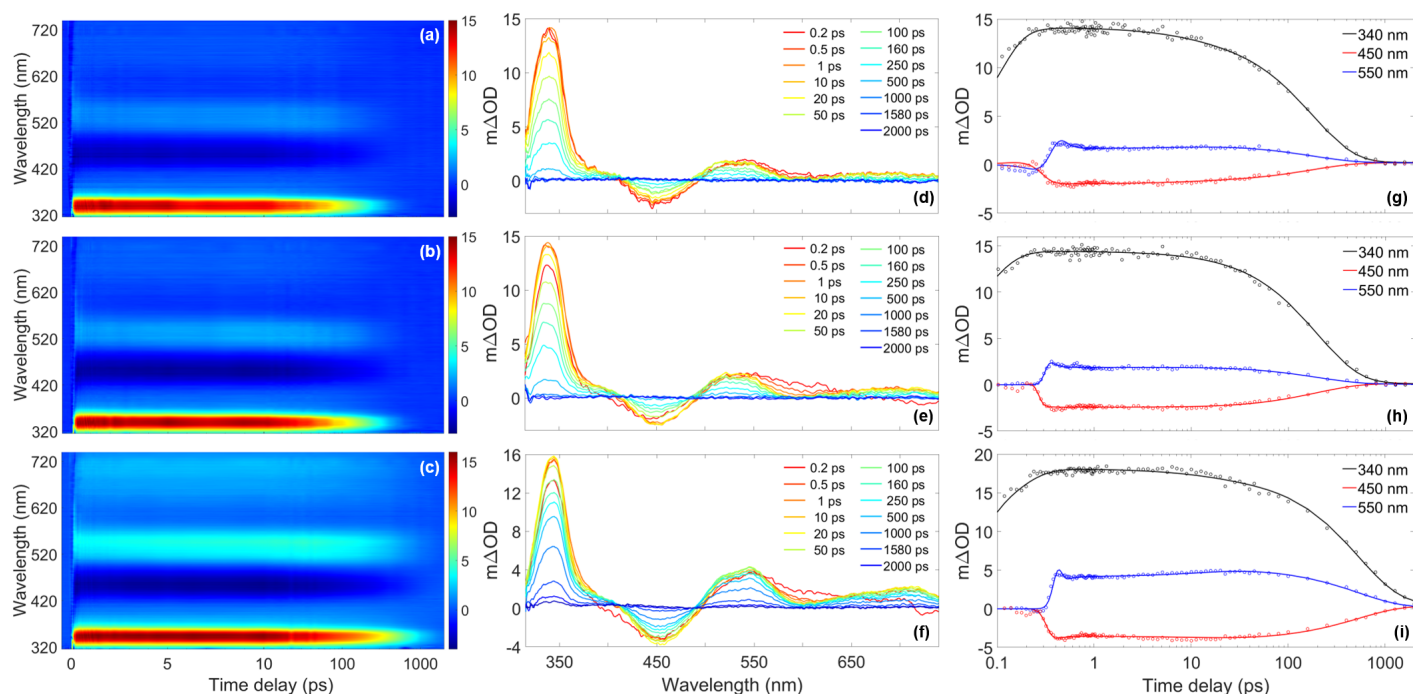 (a)
Wavelength (nm)
720
620
520
420
320
15
10
5
0
(b)
Wavelength (nm)
720
620
520
420
320
15
10
5
0
(c)
Wavelength (nm)
720
620
520
420
320
15
10
5
0
0
5
10
100
1000
Time delay (ps)
15
10
5
0
m∆OD
0.2 ps
0.5 ps
1 ps
10 ps
20 ps
50 ps
100 ps
160 ps
250 ps
500 ps
1000 ps
1580 ps
2000 ps
(d)
15
10
5
0
m∆OD
0.2 ps
0.5 ps
1 ps
10 ps
20 ps
50 ps
100 ps
160 ps
250 ps
500 ps
1000 ps
1580 ps
2000 ps
(e)
16
12
8
4
0
-4
m∆OD
0.2 ps
0.5 ps
1 ps
10 ps
20 ps
50 ps
100 ps
160 ps
250 ps
500 ps
1000 ps
1580 ps
2000 ps
(f)
350
450
550
650
Wavelength (nm)
15
10
5
0
-5
340 nm
450 nm
550 nm
(g)
15
10
5
0
-5
340 nm
450 nm
550 nm
(h)
20
15
10
5
0
-5
340 nm
450 nm
550 nm
(i)
0.1
1
10
100
1000
Time delay (ps)